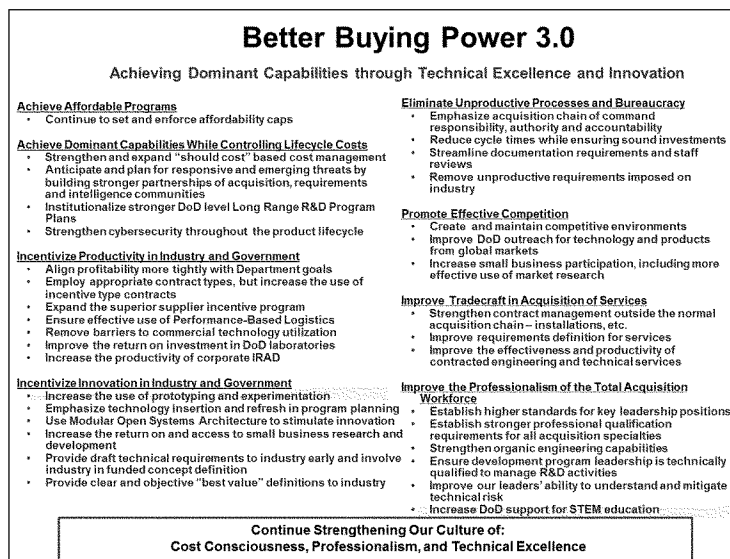 Better Buying Power 3.0
Achieving Dominant Capabilities through Technical Excellence and Innovation
Achieve Affordable Programs
• Continue to set and enforce affordability caps
Achieve Dominant Capabilities While Controlling Lifecycle Costs
• Strengthen and expand “should cost” based cost management
• Anticipate and plan for responsive and emerging threats by
building stronger partnerships of acquisition, requirements
and intelligence communities
• Institutionalize stronger DoD level Long Range R&D Program
Plans
• Strengthen cybersecurity throughout the product lifecycle
Incentivize Productivity in Industry and Government
• Align profitability more tightly with Department goals
• Employ appropriate contract types, but increase the use of
incentive type contracts
• Expand the superior supplier incentive program
• Ensure effective use of Performance-Based Logistics
• Remove barriers to commercial technology utilization
• Improve the return on investment in DoD laboratories
• Increase the productivity of corporate IRAD
Incentivize Innovation in Industry and Government
• Increase the use of prototyping and experimentation
• Emphasize technology insertion and refresh in program planning
• Use Modular Open Systems Architecture to stimulate innovation
• Increase the return on and access to small business research and
development
• Provide draft technical requirements to industry early and involve
industry in funded concept definition
• Provide clear and objective “best value” definitions to industry
Eliminate Unproductive Processes and Bureaucracy
• Emphasize acquisition chain of command
responsibility, authority and accountability
• Reduce cycle times while ensuring sound investments
• Streamline documentation requirements and staff
reviews
• Remove unproductive requirements imposed on
industry
Promote Effective Competition
• Create and maintain competitive environments
• Improve DoD outreach for technology and products
from global markets
• Increase small business participation, including more
effective use of market research
Improve Tradecraft in Acquisition of Services
• Strengthen contract management outside the normal
acquisition chain – installations, etc.
• Improve requirements definition for services
• Improve the effectiveness and productivity of
contracted engineering and technical services
Improve the Professionalism of the Total Acquisition
Workforce
• Establish higher standards for key leadership positions
• Establish stronger professional qualification
requirements for all acquisition specialties
• Strengthen organic engineering capabilities
• Ensure development program leadership is technically
qualified to manage R&D activities
• Improve our leaders’ ability to understand and mitigate
technical risk
• Increase DoD support for STEM education
Continue Strengthening Our Culture of:
Cost Consciousness, Professionalism, and Technical Excellence